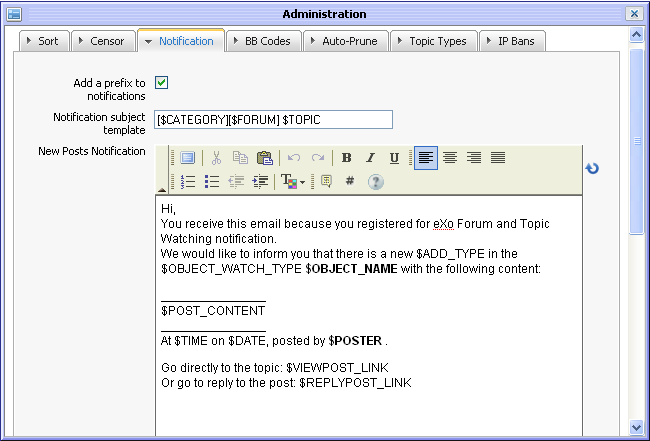 Administration
Sort Censor Notification BB Codes Auto-Prune Topic Types IP Bans
Add a prefix to
notifications
Notification subject
template
[$CATEGORY][$FORUM] $TOPIC
New Posts Notification
B I U
T #  ?
Hi,
You receive this email because you registered for eXo Forum and Topic
Watching notification.
We would like to inform you that there is a new $ADD_TYPE in the
$OBJECT_WATCH_TYPE $OBJECT_NAME with the following content:
_______________
$POST_CONTENT
_______________
At $TIME on $DATE, posted by $POSTER .
Go directly to the topic: $VIEWPOST_LINK
Or go to reply to the post: $REPLYPOST_LINK